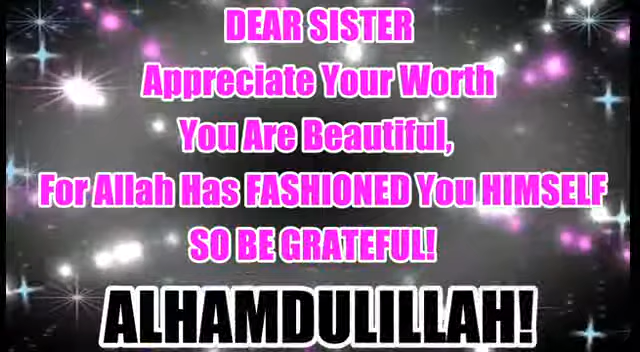 DEAR SISTER
Appreciate Your Worth
You Are Beautiful,
For Allah Has FASHIONED You HIMSELF
SO BE GRATEFUL!
ALHAMDULILLAH!